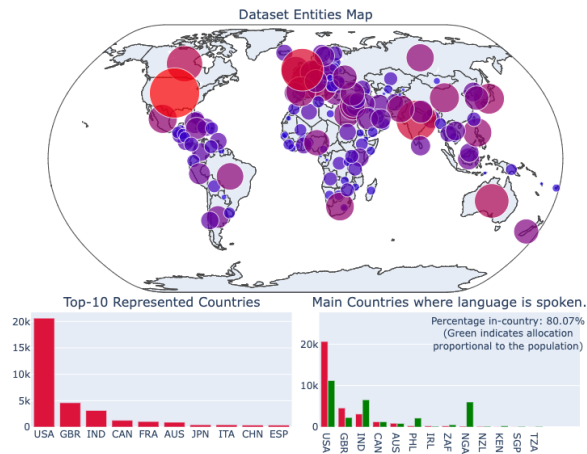 Dataset Entities Map
Top-10 Represented Countries
20k
15k
10k
5k
0
USA GBR IND CAN FRA AUS JPN ITA CHN ESP
Main Countries where language is spoken.
Percentage in-country: 80.07%
(Green indicates allocation
proportional to the population)
20k
10k
0
USA
GBR
IND
CAN
AUS
PHL
IRL
ZAF
NGA
NZL
KEN
SGP
TZA